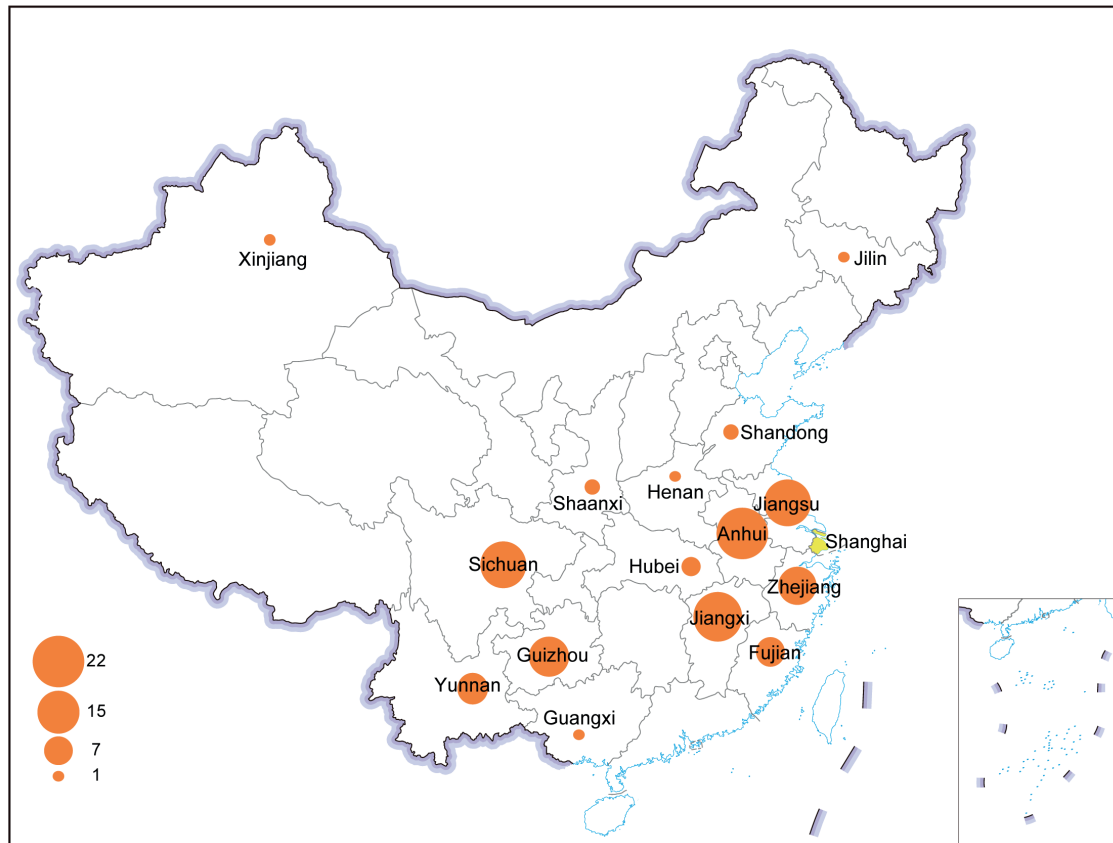 Xinjiang
Jilin
Shandong
Shaanxi
Henan
Jiangsu
Anhui
Shanghai
Sichuan
Hubei
Zhejiang
Jiangxi
Guizhou
Fujian
Yunnan
Guangxi
22
15
7
1